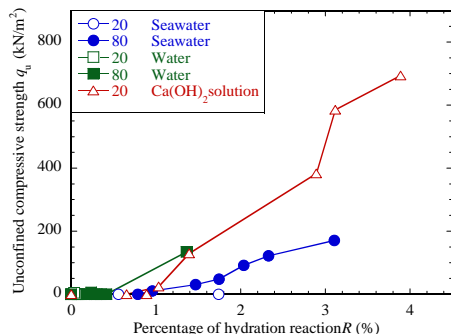 800
600
400
200
0
Unconfined compressive strength qu (kN/m2)
20 Seawater
80 Seawater
20 Water
80 Water
20 Ca(OH)2solution
0 1 2 3 4
Percentage of hydration reactionR (%)